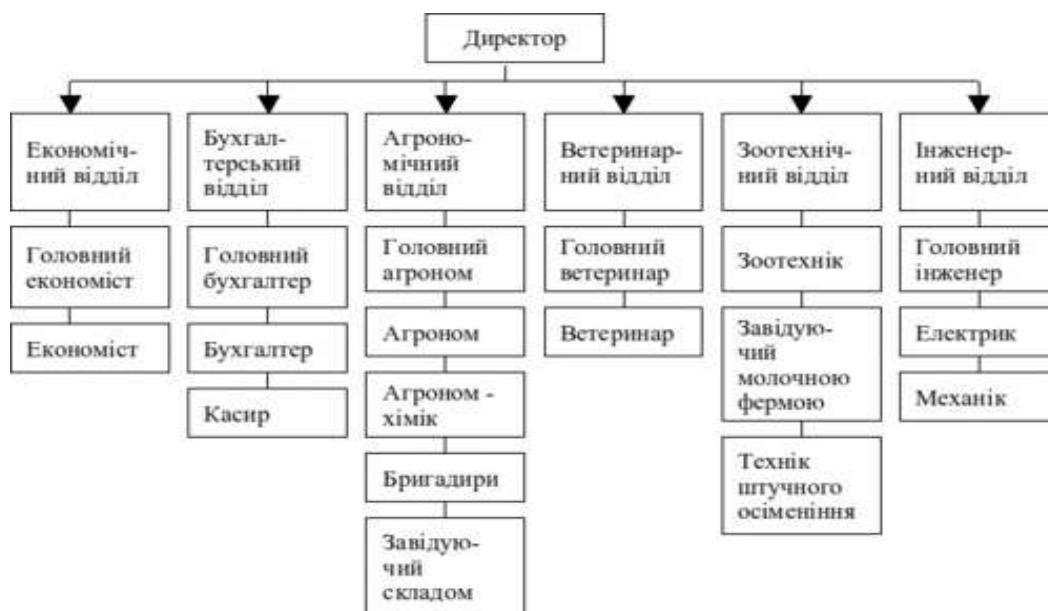 Директор
Економіч-
ний відділ
Бухгал-
терський
відділ
Агроно-
мічний
відділ
Ветеринар-
ний відділ
Зоотехніч-
ний відділ
Інженер-
ний відділ
Головний
економіст
Головний
бухгалтер
Головний
агроном
Головний
ветеринар
Зоотехнік
Головний
інженер
Економіст
Бухгалтер
Агроном
Ветеринар
Завідую-
чий
молочною
фермою
Електрик
Касир
Агроном -
хімік
Механік
Бригадири
Технік
штучного
осіменіння
Завідую-
чий
складом